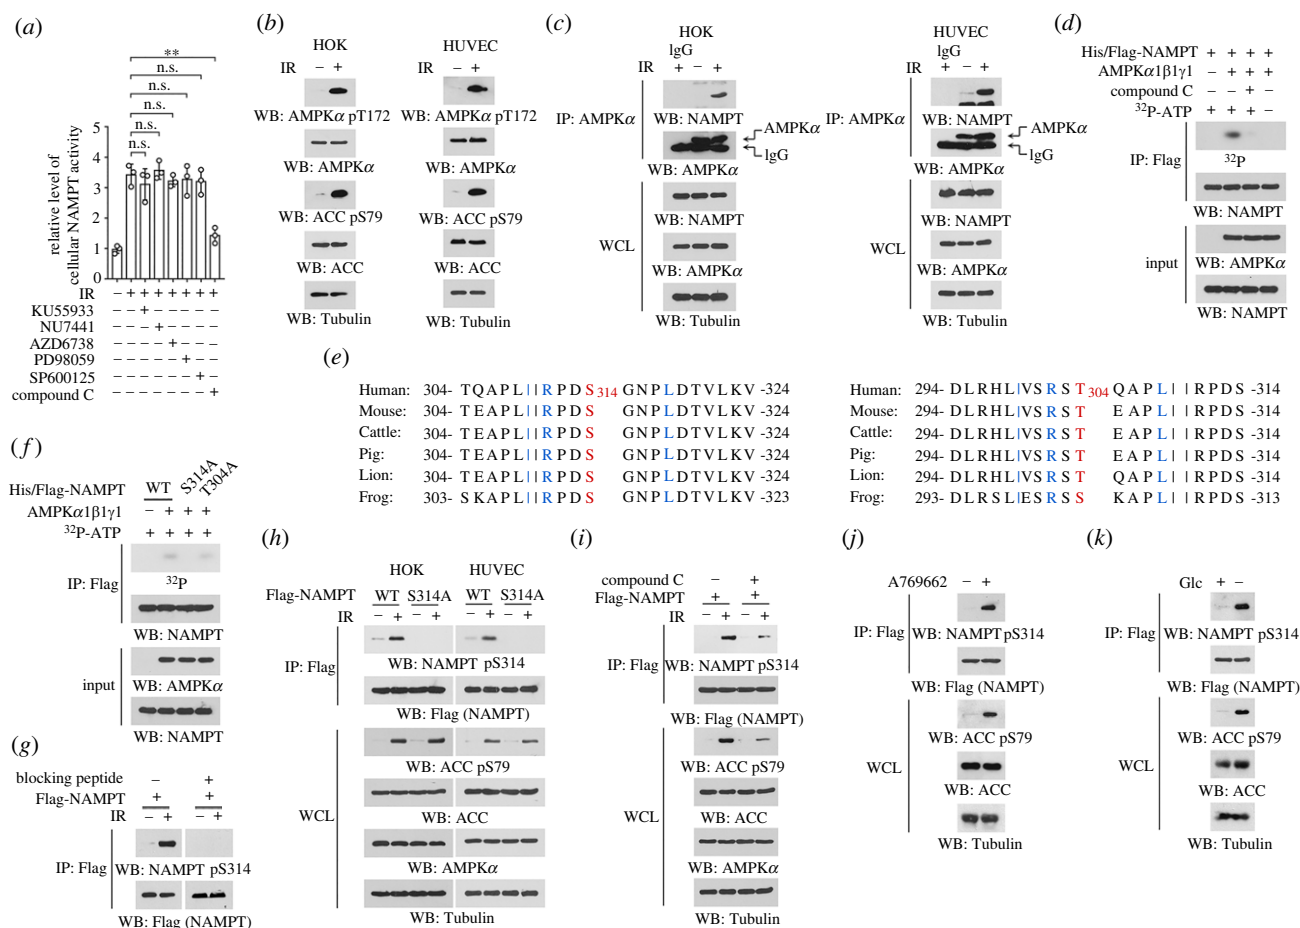 (a)
**
n.s.
n.s.
n.s.
n.s.
n.s.
relative level of
cellular NAMPT activity
5
4
3
2
1
0
IR – + + + + + + +
KU55933 – – + – – – – –
NU7441 – – – + – – – –
AZD6738 – – – – + – – –
PD98059 – – – – – + – –
SP600125 – – – – – – + –
compound C – – – – – – – +
(b)
HOK HUVEC
IR – + – +
WB: AMPKα pT172 WB: AMPKα pT172
WB: AMPKα WB: AMPKα
WB: ACC pS79 WB: ACC pS79
WB: ACC WB: ACC
WB: Tubulin WB: Tubulin
(c)
HOK
IgG
IR + – +
IP: AMPKα
WB: NAMPT
AMPKα
IgG
WB: AMPKα
WB: NAMPT
WCL
WB: AMPKα
WB: Tubulin
HUVEC
IgG
IR + – +
IP: AMPKα
WB: NAMPT
AMPKα
IgG
WB: AMPKα
WB: NAMPT
WCL
WB: AMPKα
WB: Tubulin
(d)
His/Flag-NAMPT + + + +
AMPKα1β1γ1 – + + +
compound C – – + –
32P-ATP + + + –
IP: Flag
32P
WB: NAMPT
input
WB: AMPKα
WB: NAMPT
(e)
Human: 304- TQAPLIIRPDS314 GNPLDTVLKV -324
Mouse: 304- TEAPLIIRPDS GNPLDTVLKV -324
Cattle: 304- TEAPLIIRPDS GNPLDTVLKV -324
Pig: 304- TEAPLIIRPDS GNPLDTVLKV -324
Lion: 304- TEAPLIIRPDS GNPLDTVLKV -324
Frog: 303- SKAPLIIRPDS GNPLDTVLKV -323
Human: 294- DLRHLIVSRST304 QAPLIIRPDS -314
Mouse: 294- DLRHLIVSRST EAPLIIRPDS -314
Cattle: 294- DLRHLIVSRST EAPLIIRPDS -314
Pig: 294- DLRHLIVSRST QAPLIIRPDS -314
Lion: 294- DLRHLIVSRST QAPLIIRPDS -314
Frog: 293- DLRSLIESRSS KAPLIIRPDS -313
(f)
S314A
T304A
His/Flag-NAMPT WT
AMPKα1β1γ1 – + + +
32P-ATP + + + +
IP: Flag
32P
WB: NAMPT
input
WB: AMPKα
WB: NAMPT
(g)
blocking peptide – +
Flag-NAMPT + +
IR – + – +
IP: Flag
WB: NAMPT pS314
WB: Flag (NAMPT)
(h)
HOK HUVEC
Flag-NAMPT WT S314A WT S314A
IR – + – + – + – +
IP: Flag
WB: NAMPT pS314
WB: Flag (NAMPT)
WB: ACC pS79
WB: ACC
WCL
WB: AMPKα
WB: Tubulin
(i)
compound C – +
Flag-NAMPT + +
IR – + – +
IP: Flag
WB: NAMPT pS314
WB: Flag (NAMPT)
WB: ACC pS79
WB: ACC
WCL
WB: AMPKα
WB: Tubulin
(j)
A769662 – +
IP: Flag
WB: NAMPT pS314
WB: Flag (NAMPT)
WB: ACC pS79
WCL
WB: ACC
WB: Tubulin
(k)
Glc + –
IP: Flag
WB: NAMPT pS314
WB: Flag (NAMPT)
WB: ACC pS79
WCL
WB: ACC
WB: Tubulin